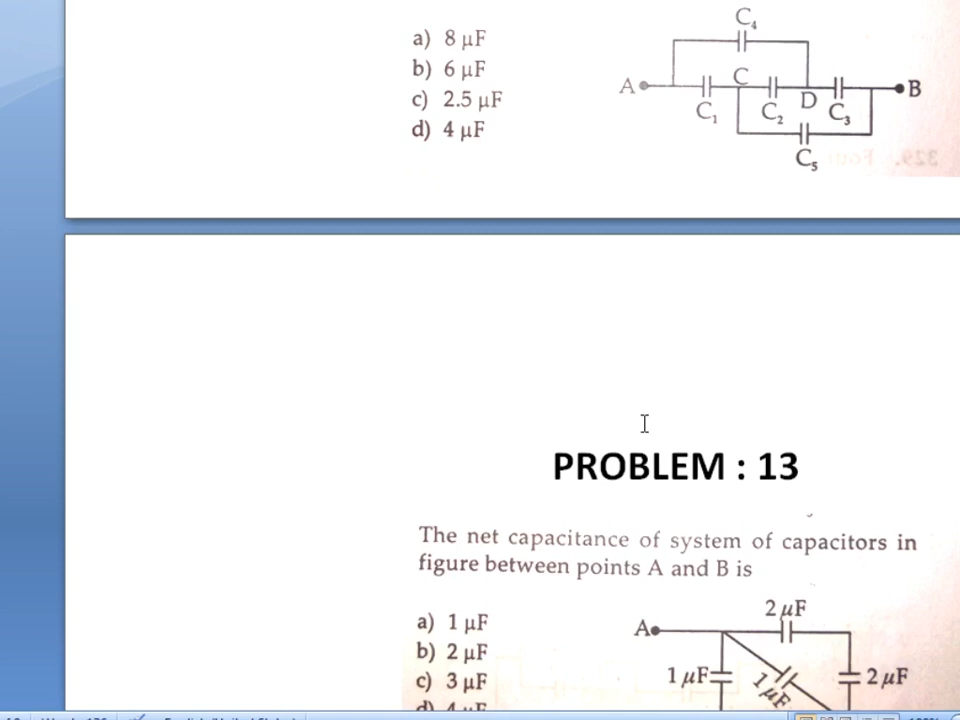 a) 8 μF
b) 6 μF
c) 2.5 μF
d) 4 μF
C₄
A
C
B
C₁
C₂
D
C₃
C₅
PROBLEM : 13
The net capacitance of system of capacitors in
figure between points A and B is
a) 1 μF
b) 2 μF
c) 3 μF
2 μF
A
1 μF
1 μF
2 μF